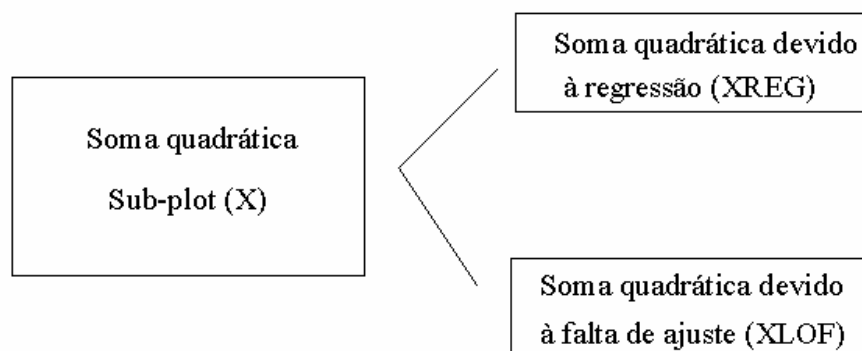 Soma quadrática
Sub-plot (X)
Soma quadrática devido
à regressão (XREG)
Soma quadrática devido
à falta de ajuste (XLOF)